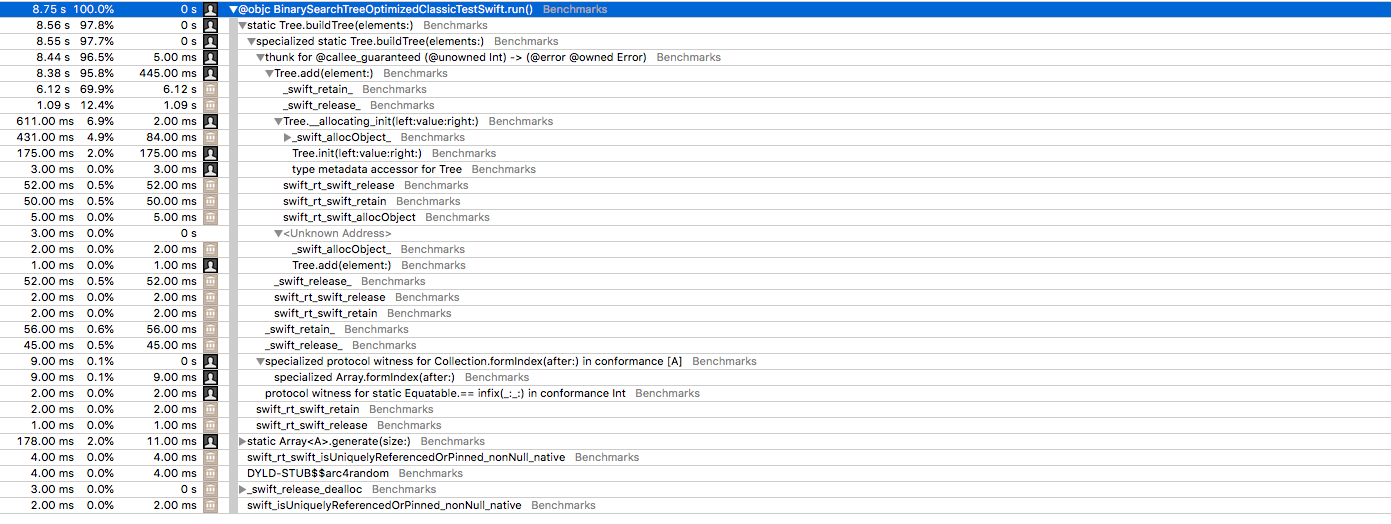 8.75 s 100.0% 0 s ▼@objc BinarySearchTreeOptimizedClassicTestSwift.run() Benchmarks
8.56 s 97.8% 0 s ▼static Tree.buildTree(elements:) Benchmarks
8.55 s 97.7% 0 s ▼specialized static Tree.buildTree(elements:) Benchmarks
8.44 s 96.5% 5.00 ms ▼thunk for @callee_guaranteed (@unowned Int) -> (@error @owned Error) Benchmarks
8.38 s 95.8% 445.00 ms ▼Tree.add(element:) Benchmarks
6.12 s 69.9% 6.12 s _swift_retain_ Benchmarks
1.09 s 12.4% 1.09 s _swift_release_ Benchmarks
611.00 ms 6.9% 2.00 ms ▼Tree.__allocating_init(left:value:right:) Benchmarks
431.00 ms 4.9% 84.00 ms ▶_swift_allocObject_ Benchmarks
175.00 ms 2.0% 175.00 ms Tree.init(left:value:right:) Benchmarks
3.00 ms 0.0% 3.00 ms type metadata accessor for Tree Benchmarks
52.00 ms 0.5% 52.00 ms swift_rt_swift_release Benchmarks
50.00 ms 0.5% 50.00 ms swift_rt_swift_retain Benchmarks
5.00 ms 0.0% 5.00 ms swift_rt_swift_allocObject Benchmarks
3.00 ms 0.0% 0 s ▼<Unknown Address>
2.00 ms 0.0% 2.00 ms _swift_allocObject_ Benchmarks
1.00 ms 0.0% 1.00 ms Tree.add(element:) Benchmarks
52.00 ms 0.5% 52.00 ms _swift_release_ Benchmarks
2.00 ms 0.0% 2.00 ms swift_rt_swift_release Benchmarks
2.00 ms 0.0% 2.00 ms swift_rt_swift_retain Benchmarks
56.00 ms 0.6% 56.00 ms _swift_retain_ Benchmarks
45.00 ms 0.5% 45.00 ms _swift_release_ Benchmarks
9.00 ms 0.1% 0 s ▼specialized protocol witness for Collection.formIndex(after:) in conformance [A] Benchmarks
9.00 ms 0.1% 9.00 ms specialized Array.formIndex(after:) Benchmarks
2.00 ms 0.0% 2.00 ms protocol witness for static Equatable.== infix(_:_:) in conformance Int Benchmarks
2.00 ms 0.0% 2.00 ms swift_rt_swift_retain Benchmarks
1.00 ms 0.0% 1.00 ms swift_rt_swift_release Benchmarks
178.00 ms 2.0% 11.00 ms ▶static Array<A>.generate(size:) Benchmarks
4.00 ms 0.0% 4.00 ms swift_rt_swift_isUniquelyReferencedOrPinned_nonNull_native Benchmarks
4.00 ms 0.0% 4.00 ms DYLD-STUB$$arc4random Benchmarks
3.00 ms 0.0% 0 s ▶_swift_release_dealloc Benchmarks
2.00 ms 0.0% 2.00 ms swift_isUniquelyReferencedOrPinned_nonNull_native Benchmarks